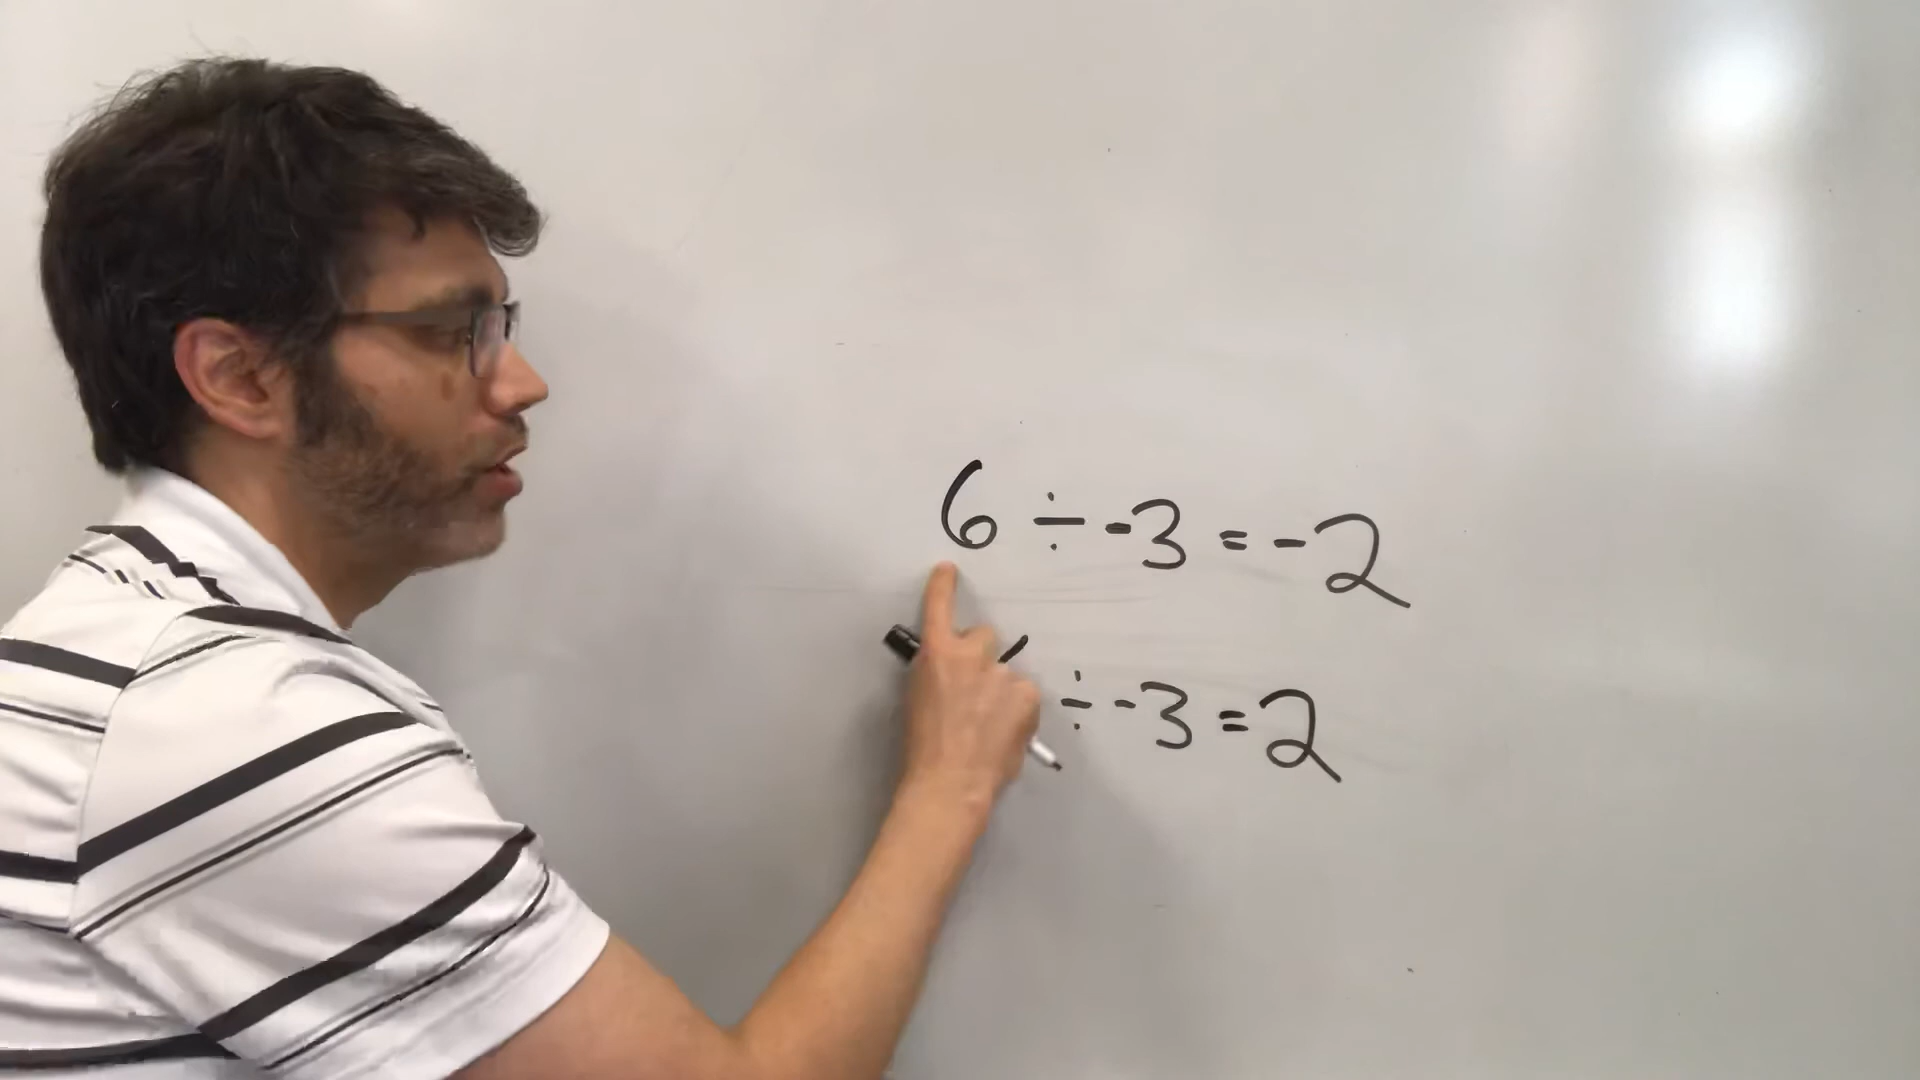 6 ÷ -3 = -2
÷ -3 = 2